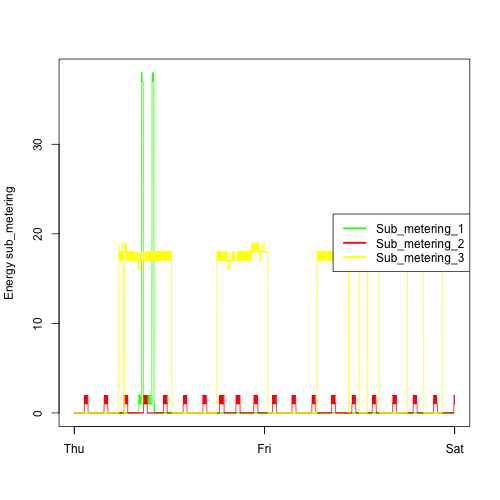 Energy sub_metering
30
20
10
0
Sub_metering_1
Sub_metering_2
Sub_metering_3
Thu
Fri
Sat